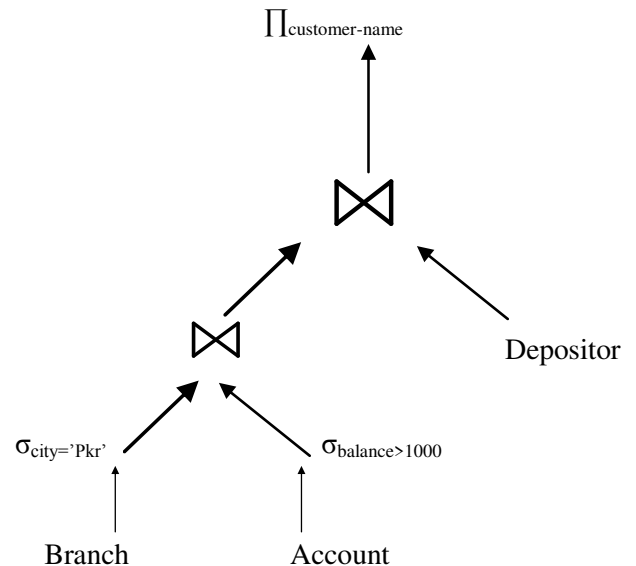 ∏customer-name
⋈
⋈
Depositor
σcity=’Pkr’ σbalance>1000
Branch Account